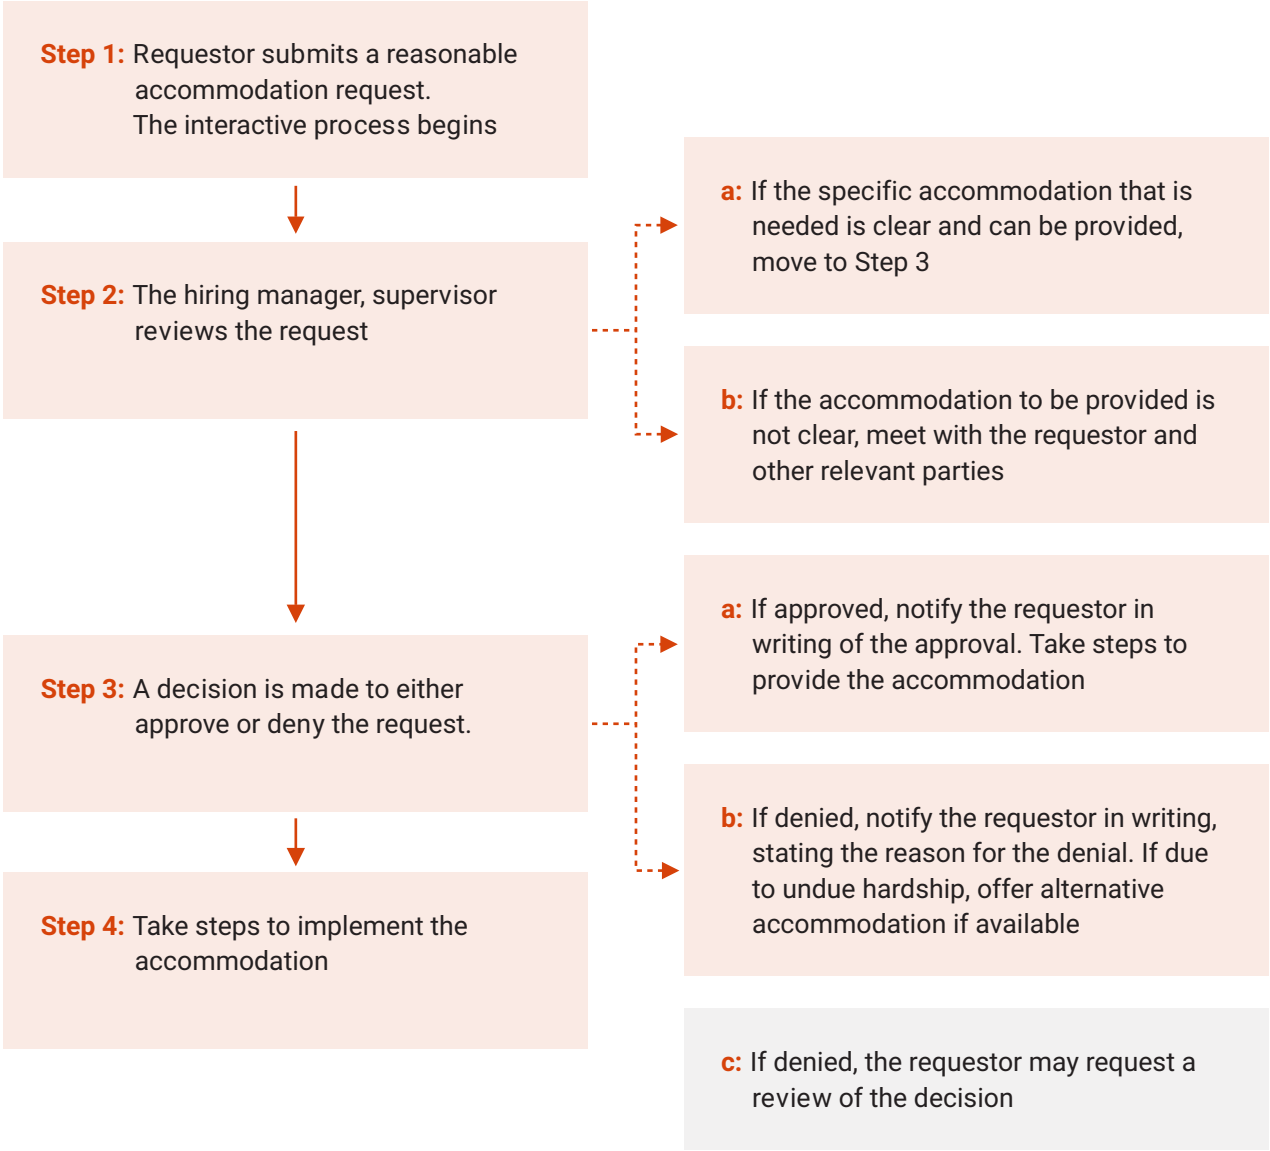 Step 1: Requestor submits a reasonable
accommodation request.
The interactive process begins
Step 2: The hiring manager, supervisor
reviews the request
a: If the specific accommodation that is
needed is clear and can be provided,
move to Step 3
b: If the accommodation to be provided is
not clear, meet with the requestor and
other relevant parties
Step 3: A decision is made to either
approve or deny the request.
a: If approved, notify the requestor in
writing of the approval. Take steps to
provide the accommodation
b: If denied, notify the requestor in writing,
stating the reason for the denial. If due
to undue hardship, offer alternative
accommodation if available
c: If denied, the requestor may request a
review of the decision
Step 4: Take steps to implement the
accommodation